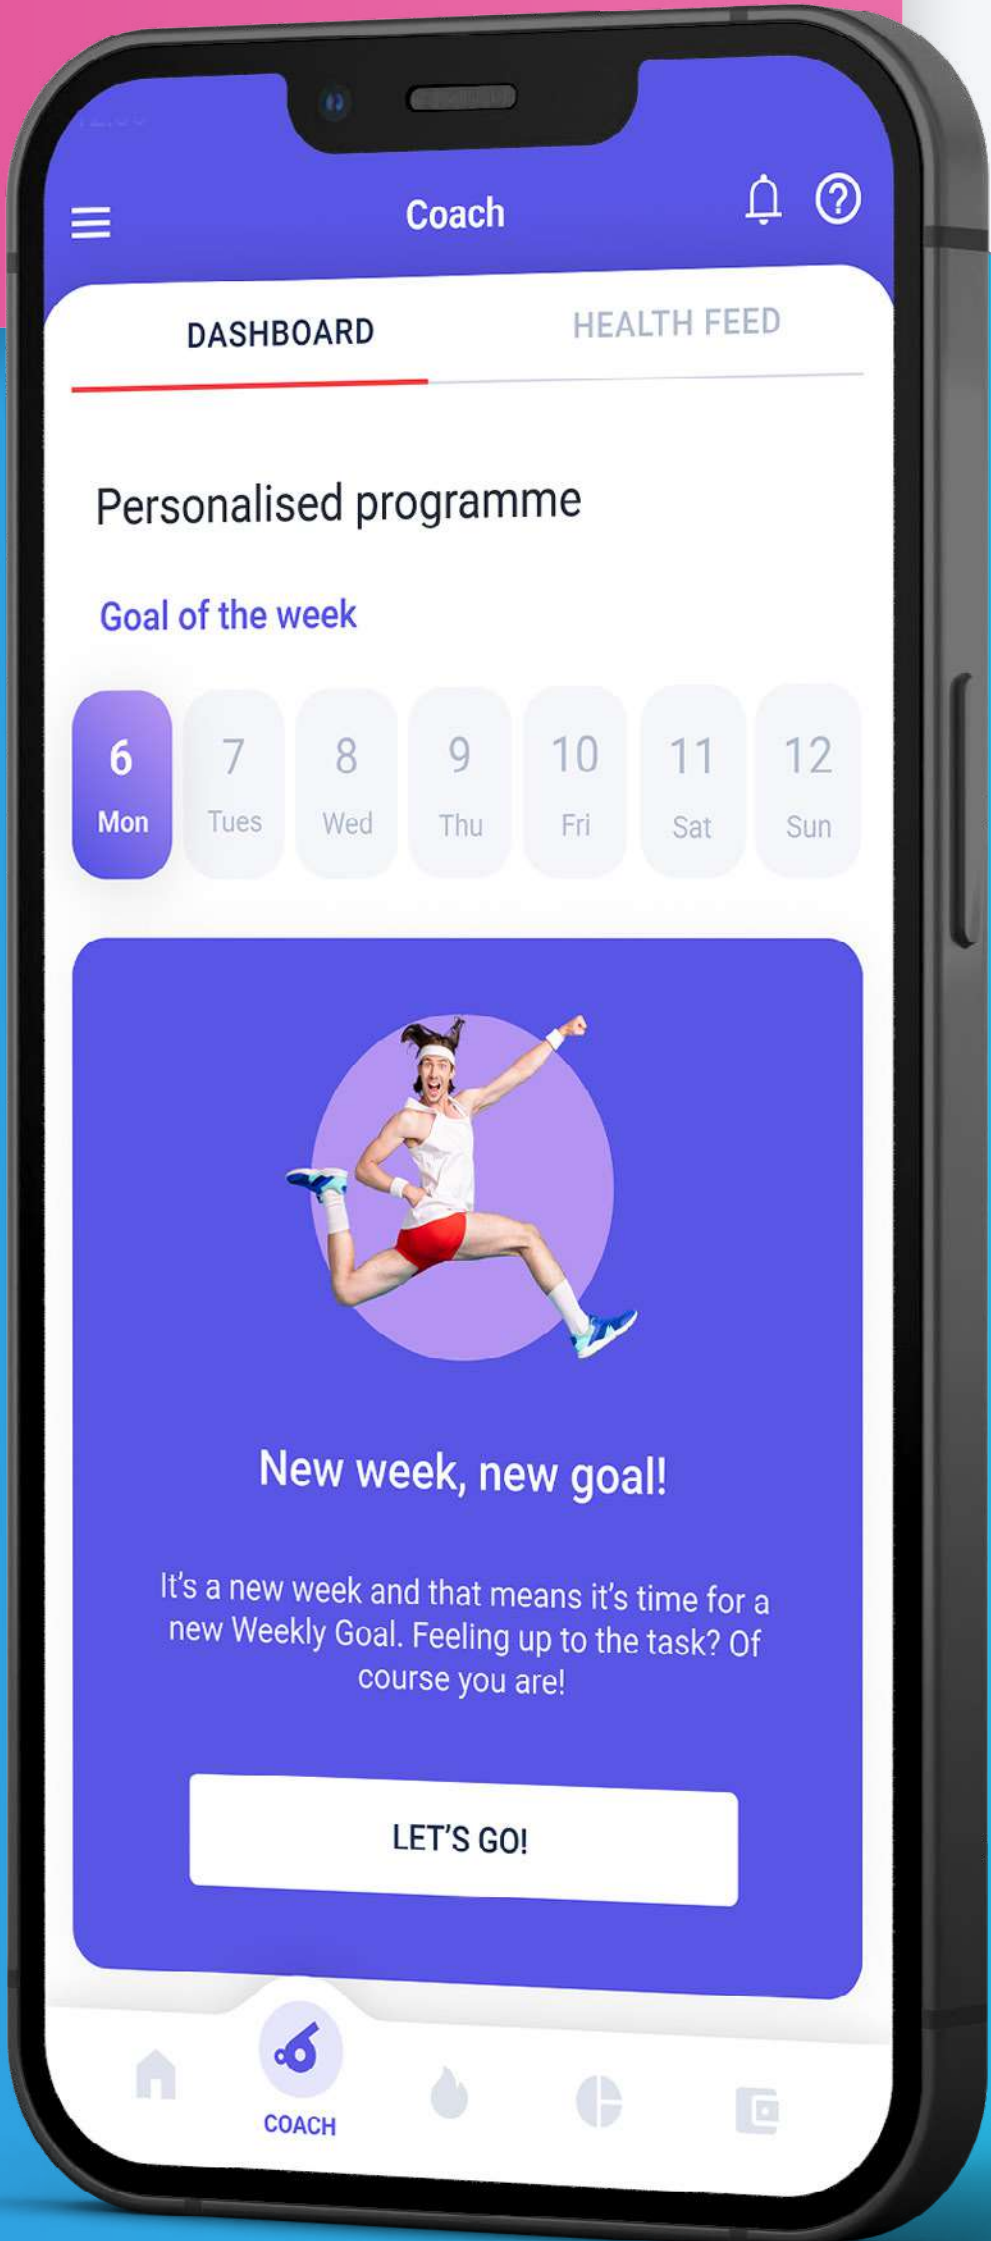 Coach
DASHBOARD
HEALTH FEED
Personalised programme
Goal of the week
6 7 8 9 10 11 12
Mon Tues Wed Thu Fri Sat Sun
New week, new goal!
It's a new week and that means it's time for a
new Weekly Goal. Feeling up to the task? Of
course you are!
LET'S GO!
COACH